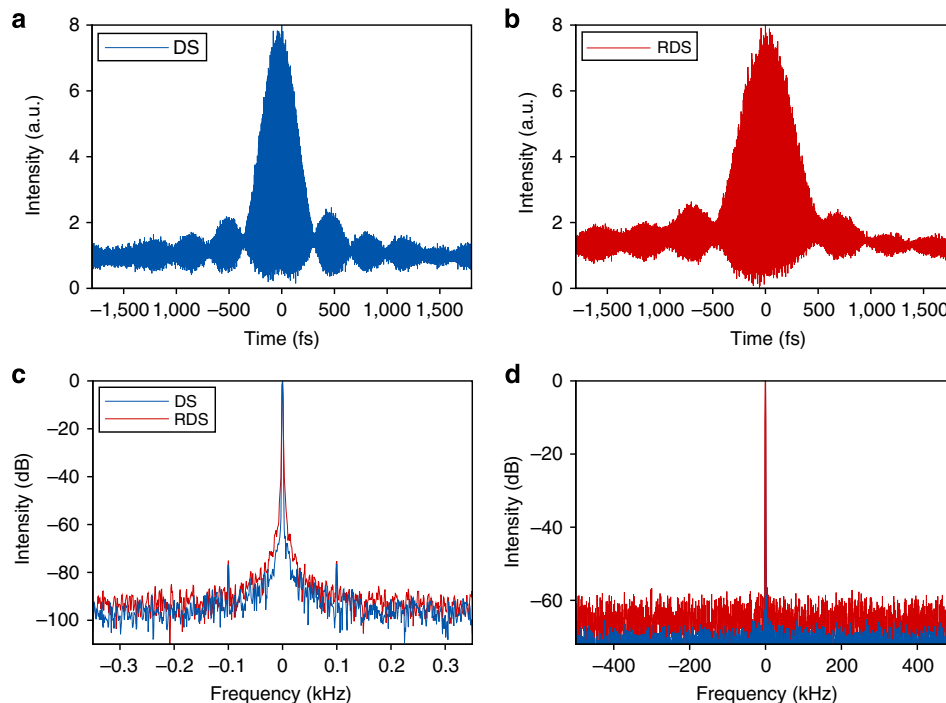 a
DS
Intensity (a.u.)
8
6
4
2
0
–1,500 1,000 –500 0 500 1,000 1,500
Time (fs)
b
RDS
Intensity (a.u.)
8
6
4
2
0
–1,500 1,000 –500 0 500 1,000 1,500
Time (fs)
c
DS
RDS
Intensity (dB)
0
–20
–40
–60
–80
–100
–0.3 –0.2 –0.1 0 0.1 0.2 0.3
Frequency (kHz)
d
Intensity (dB)
0
–20
–40
–60
–400 –200 0 200 400
Frequency (kHz)